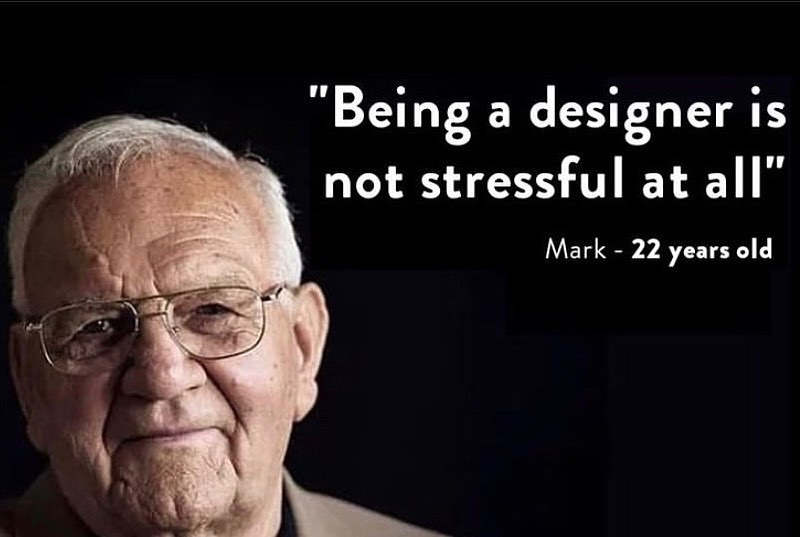 "Being a designer is
not stressful at all"
Mark - 22 years old